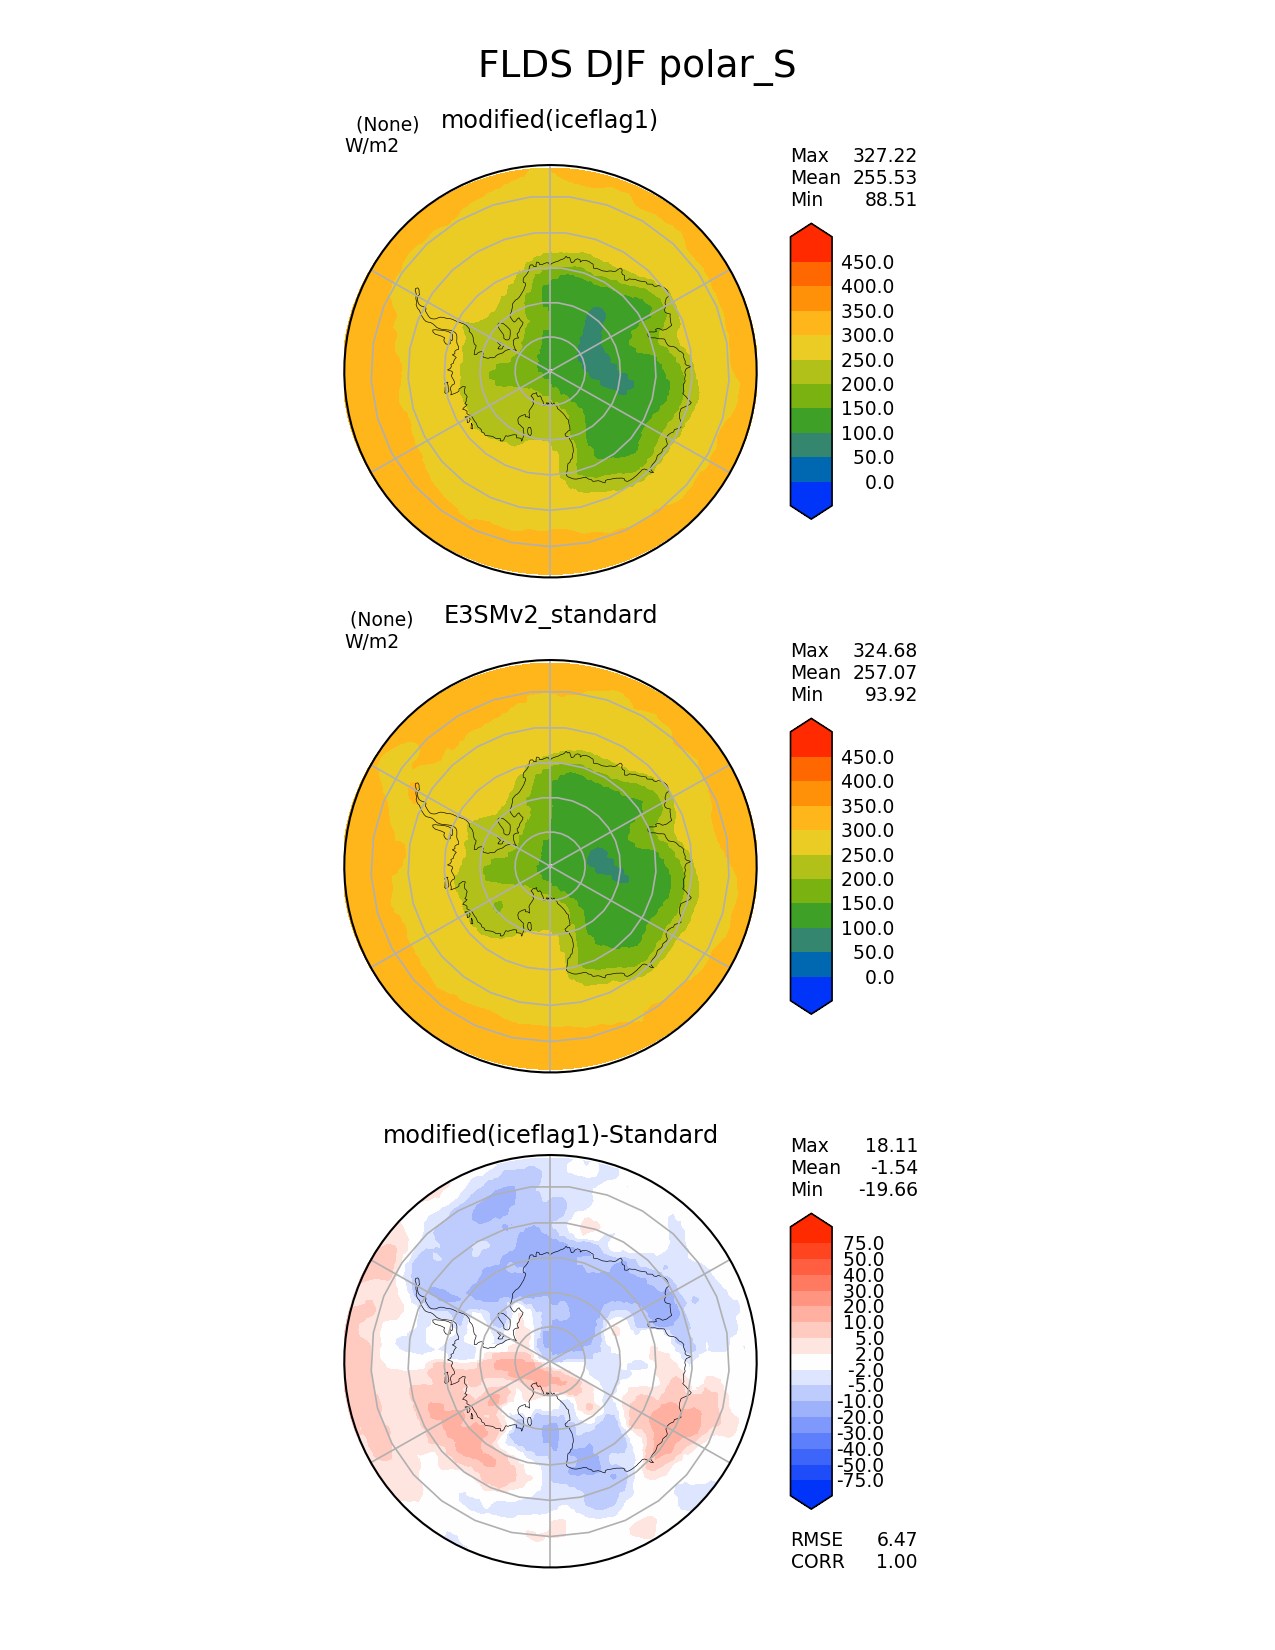 FLDS DJF polar_S
(None) modified(iceflag1)
W/m2
Max 327.22
Mean 255.53
Min 88.51
450.0
400.0
350.0
300.0
250.0
200.0
150.0
100.0
50.0
0.0
(None) E3SMv2_standard
W/m2
Max 324.68
Mean 257.07
Min 93.92
450.0
400.0
350.0
300.0
250.0
200.0
150.0
100.0
50.0
0.0
modified(iceflag1)-Standard
Max 18.11
Mean -1.54
Min -19.66
75.0
50.0
40.0
30.0
20.0
10.0
5.0
2.0
-2.0
-5.0
-10.0
-20.0
-30.0
-40.0
-50.0
-75.0
RMSE 6.47
CORR 1.00